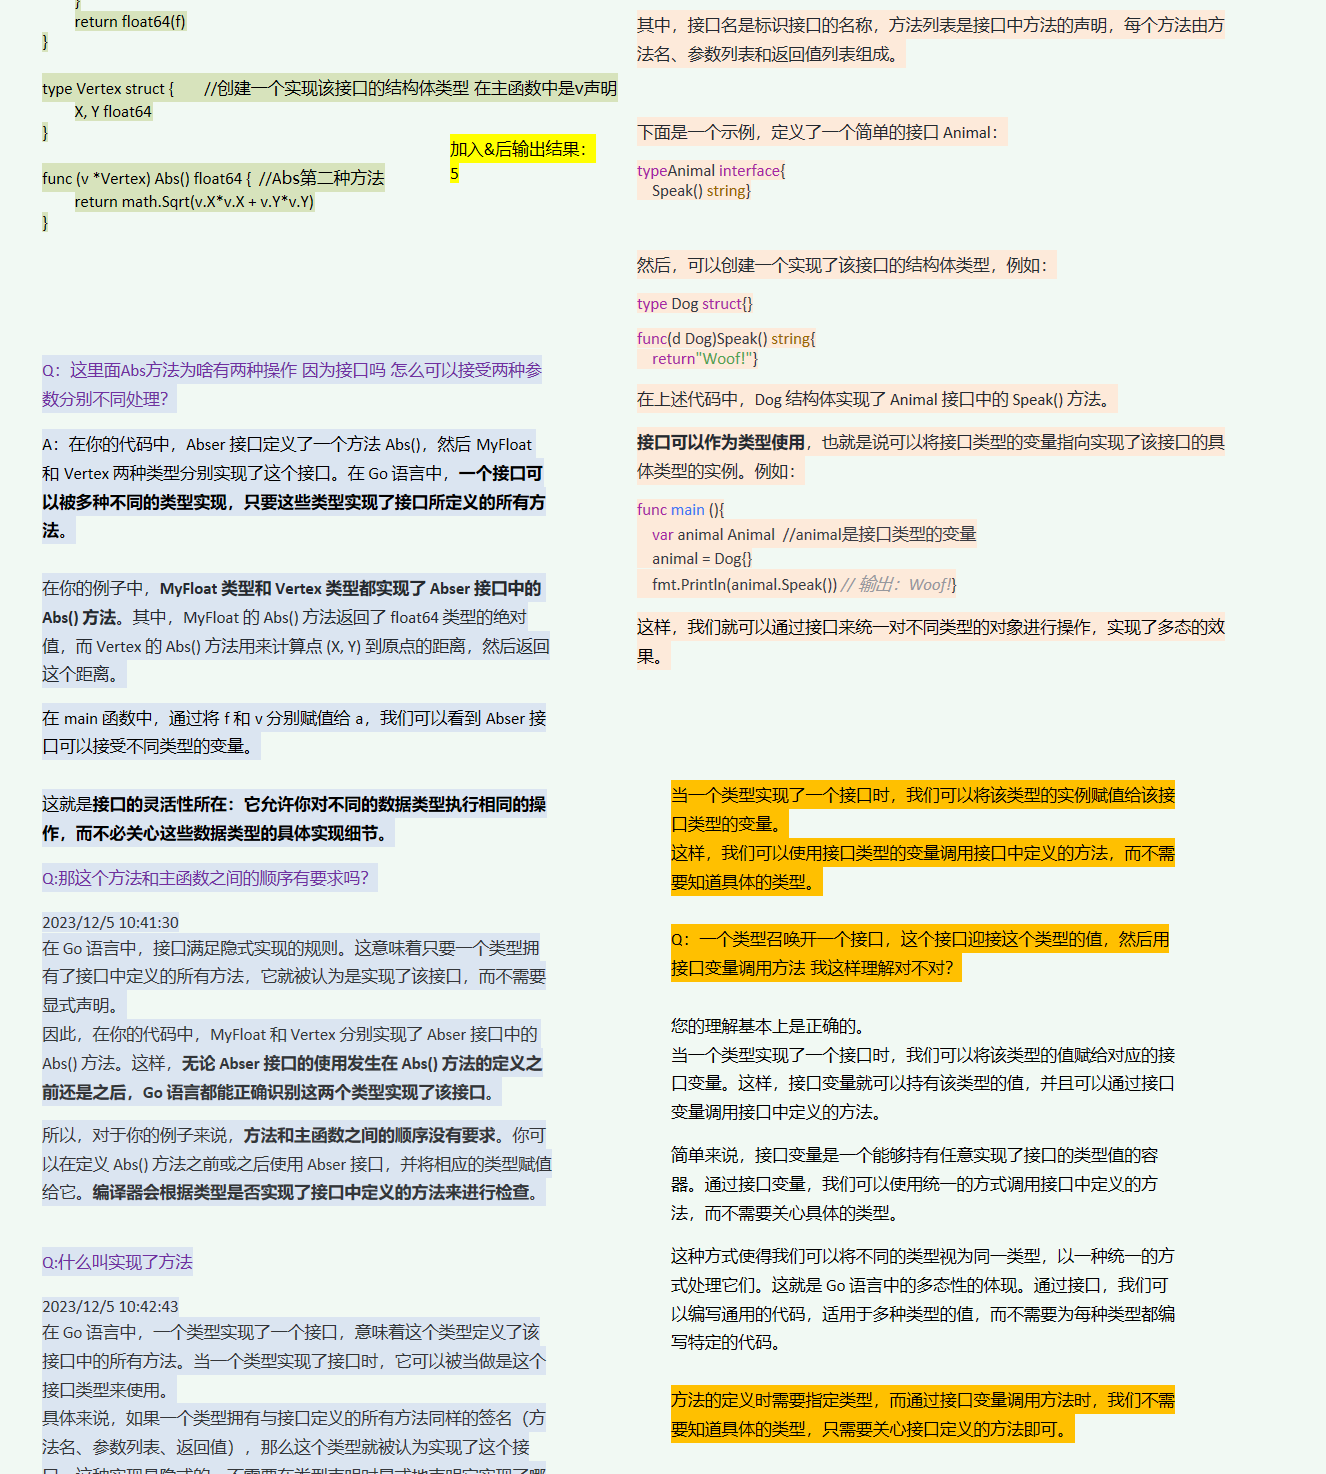 }
return float64(f)
}
type Vertex struct {       //创建一个实现该接口的结构体类型 在主函数中是v声明
X, Y float64
}
func (v *Vertex) Abs() float64 {  //Abs第二种方法
return math.Sqrt(v.X*v.X + v.Y*v.Y)
}
加入&后输出结果：
5
Q：这里面Abs方法为啥有两种操作 因为接口吗 怎么可以接受两种参
数分别不同处理？
A：在你的代码中，Abser 接口定义了一个方法 Abs()，然后 MyFloat
和 Vertex 两种类型分别实现了这个接口。在 Go 语言中，一个接口可
以被多种不同的类型实现，只要这些类型实现了接口所定义的所有方
法。
在你的例子中，MyFloat 类型和 Vertex 类型都实现了 Abser 接口中的
Abs() 方法。其中，MyFloat 的 Abs() 方法返回了 float64 类型的绝对
值，而 Vertex 的 Abs() 方法用来计算点 (X, Y) 到原点的距离，然后返回
这个距离。
在 main 函数中，通过将 f 和 v 分别赋值给 a，我们可以看到 Abser 接
口可以接受不同类型的变量。
这就是接口的灵活性所在：它允许你对不同的数据类型执行相同的操
作，而不必关心这些数据类型的具体实现细节。
Q:那这个方法和主函数之间的顺序有要求吗？
2023/12/5 10:41:30
在 Go 语言中，接口满足隐式实现的规则。这意味着只要一个类型拥
有了接口中定义的所有方法，它就被认为是实现了该接口，而不需要
显式声明。
因此，在你的代码中，MyFloat 和 Vertex 分别实现了 Abser 接口中的
Abs() 方法。这样，无论 Abser 接口的使用发生在 Abs() 方法的定义之
前还是之后，Go 语言都能正确识别这两个类型实现了该接口。
所以，对于你的例子来说，方法和主函数之间的顺序没有要求。你可
以在定义 Abs() 方法之前或之后使用 Abser 接口，并将相应的类型赋值
给它。编译器会根据类型是否实现了接口中定义的方法来进行检查。
Q:什么叫实现了方法
2023/12/5 10:42:43
在 Go 语言中，一个类型实现了一个接口，意味着这个类型定义了该
接口中的所有方法。当一个类型实现了接口时，它可以被当做是这个
接口类型来使用。
具体来说，如果一个类型拥有与接口定义的所有方法同样的签名（方
法名、参数列表、返回值），那么这个类型就被认为实现了这个接
口。这种实现是隐式的，不需要在类型声明时显式地声明它实现了哪
其中，接口名是标识接口的名称，方法列表是接口中方法的声明，每个方法由方
法名、参数列表和返回值列表组成。
下面是一个示例，定义了一个简单的接口 Animal：
typeAnimal interface{
Speak() string}
然后，可以创建一个实现了该接口的结构体类型，例如：
type Dog struct{}
func(d Dog)Speak() string{
return"Woof!"}
在上述代码中，Dog 结构体实现了 Animal 接口中的 Speak() 方法。
接口可以作为类型使用，也就是说可以将接口类型的变量指向实现了该接口的具
体类型的实例。例如：
func main (){
var animal Animal  //animal是接口类型的变量
animal = Dog{}
fmt.Println(animal.Speak()) // 输出：Woof!}
这样，我们就可以通过接口来统一对不同类型的对象进行操作，实现了多态的效
果。
当一个类型实现了一个接口时，我们可以将该类型的实例赋值给该接
口类型的变量。
这样，我们可以使用接口类型的变量调用接口中定义的方法，而不需
要知道具体的类型。
Q：一个类型召唤开一个接口，这个接口迎接这个类型的值，然后用
接口变量调用方法 我这样理解对不对？
您的理解基本上是正确的。
当一个类型实现了一个接口时，我们可以将该类型的值赋给对应的接
口变量。这样，接口变量就可以持有该类型的值，并且可以通过接口
变量调用接口中定义的方法。
简单来说，接口变量是一个能够持有任意实现了接口的类型值的容
器。通过接口变量，我们可以使用统一的方式调用接口中定义的方
法，而不需要关心具体的类型。
这种方式使得我们可以将不同的类型视为同一类型，以一种统一的方
式处理它们。这就是 Go 语言中的多态性的体现。通过接口，我们可
以编写通用的代码，适用于多种类型的值，而不需要为每种类型都编
写特定的代码。
方法的定义时需要指定类型，而通过接口变量调用方法时，我们不需
要知道具体的类型，只需要关心接口定义的方法即可。